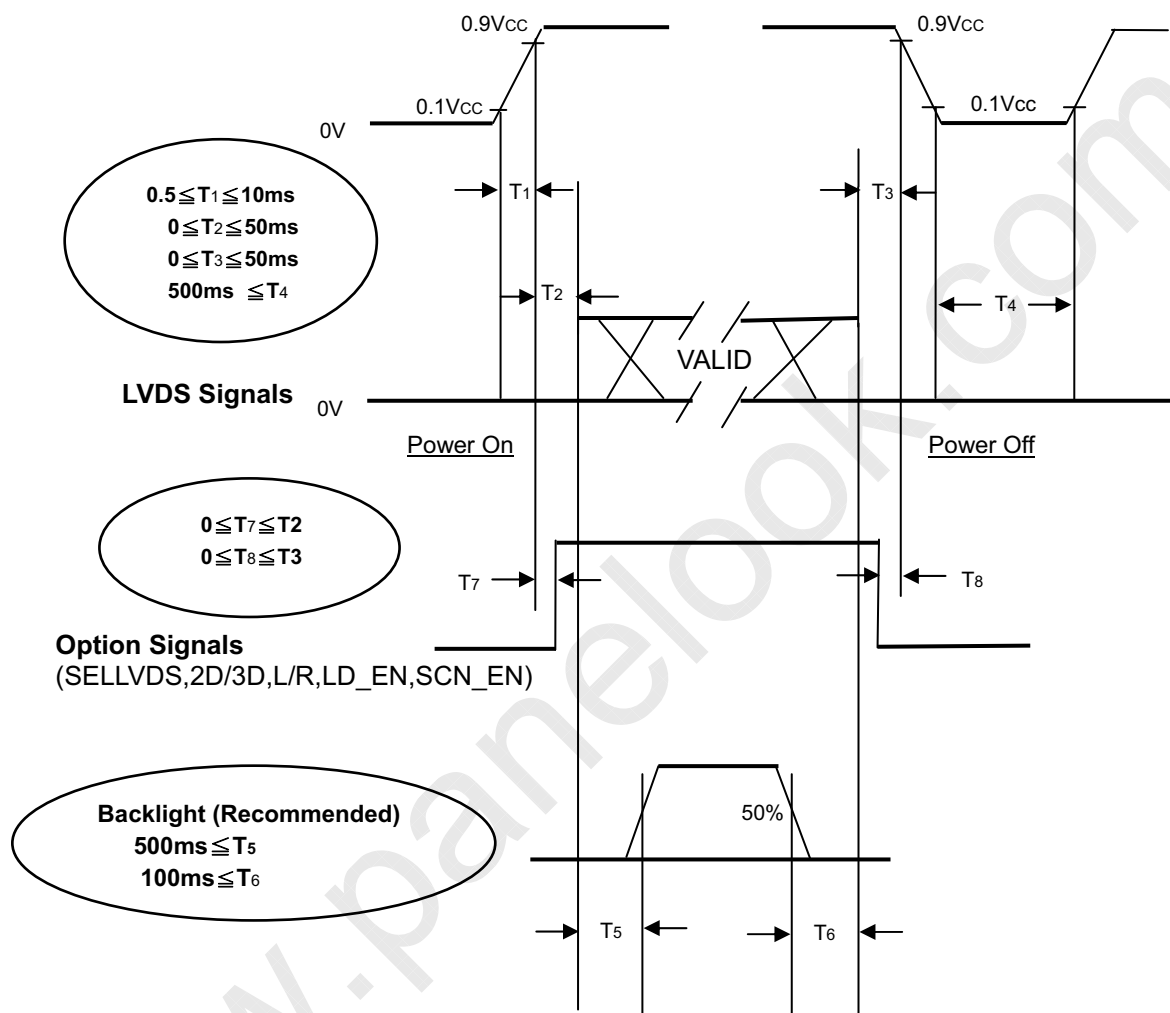 0.9VCC
0.9VCC
0.1VCC
0.1Vcc
0V
0.5≦T1≦10ms
0≦T2≦50ms
0≦T3≦50ms
500ms ≦T4
T1
T3
T2
T4
VALID
LVDS Signals
0V
Power On
Power Off
0≦T7≦T2
0≦T8≦T3
T7
T8
Option Signals
(SELLVDS,2D/3D,L/R,LD_EN,SCN_EN)
Backlight (Recommended)
500ms≦T5
100ms≦T6
50%
T5
T6
w.panelook.com